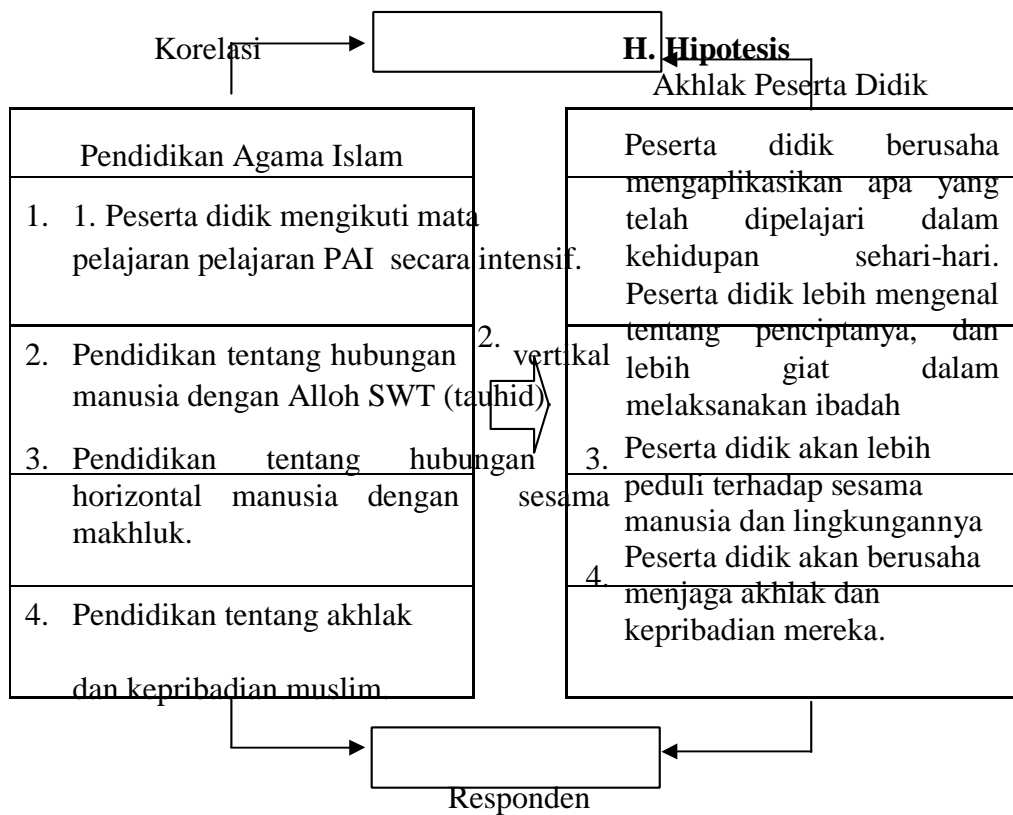 Korelasi
H. Hipotesis
Akhlak Peserta Didik
Pendidikan Agama Islam
1. 1. Peserta didik mengikuti mata
pelajaran pelajaran PAI secara intensif.
2. Pendidikan tentang hubungan vertikal
manusia dengan Alloh SWT (tauhid)
3. Pendidikan tentang hubungan
horizontal manusia dengan sesama
makhluk.
4. Pendidikan tentang akhlak
dan kepribadian muslim.
Peserta didik berusaha
mengaplikasikan apa yang
telah dipelajari dalam
kehidupan sehari-hari.
2. Peserta didik lebih mengenal
tentang penciptanya, dan
lebih giat dalam
melaksanakan ibadah
3. Peserta didik akan lebih
peduli terhadap sesama
manusia dan lingkungannya
4. Peserta didik akan berusaha
menjaga akhlak dan
kepribadian mereka.
Responden